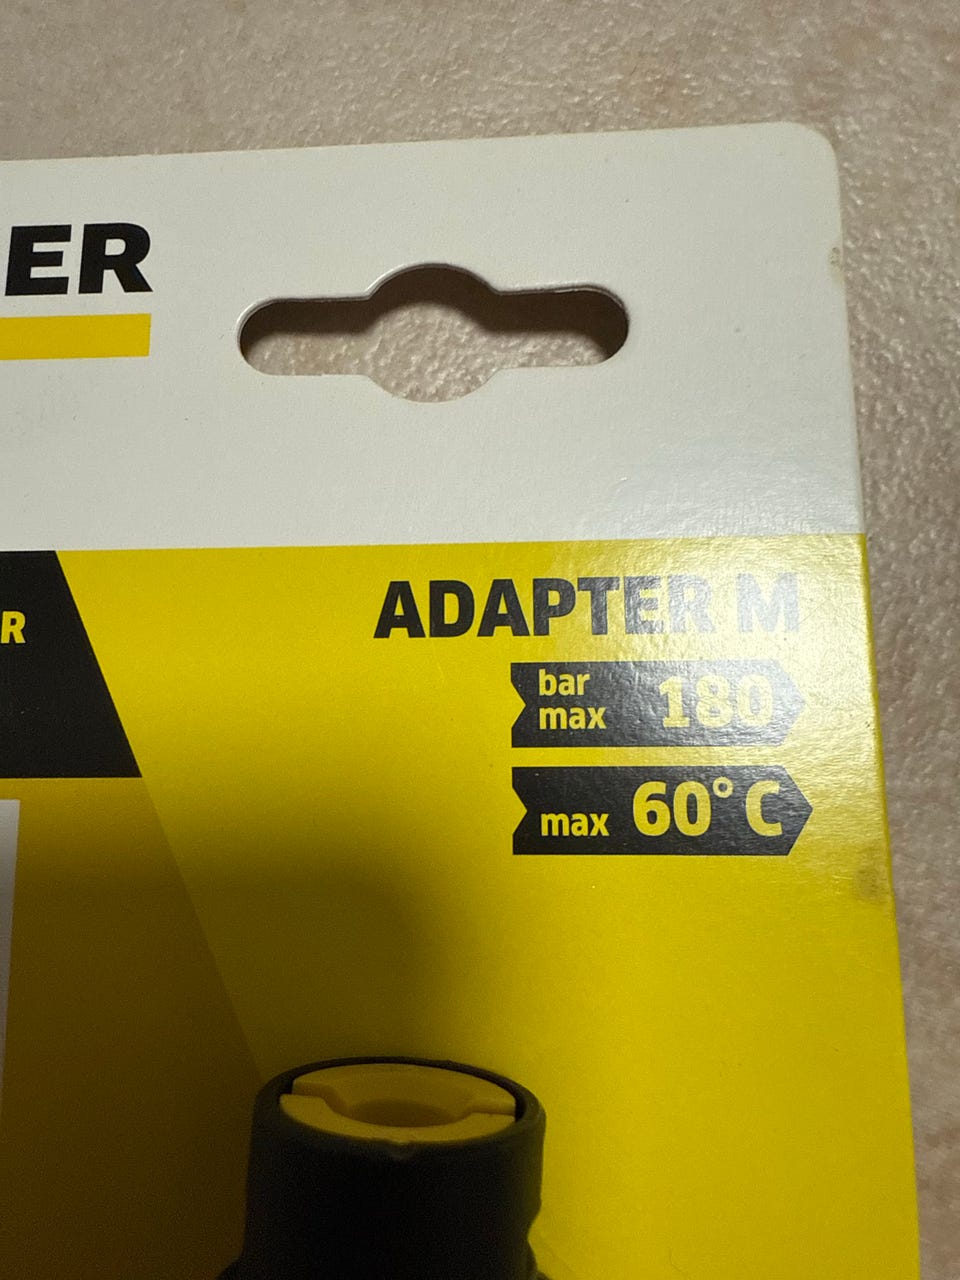 ER
ADAPTER M
R
bar
max 180
max 60° C